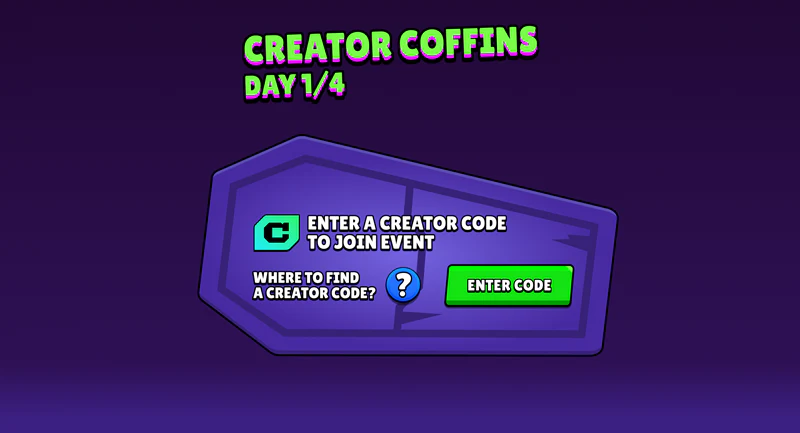 CREATOR COFFINS
DAY 1/4
C
ENTER A CREATOR CODE
TO JOIN EVENT
WHERE TO FIND
A CREATOR CODE?
?
ENTER CODE